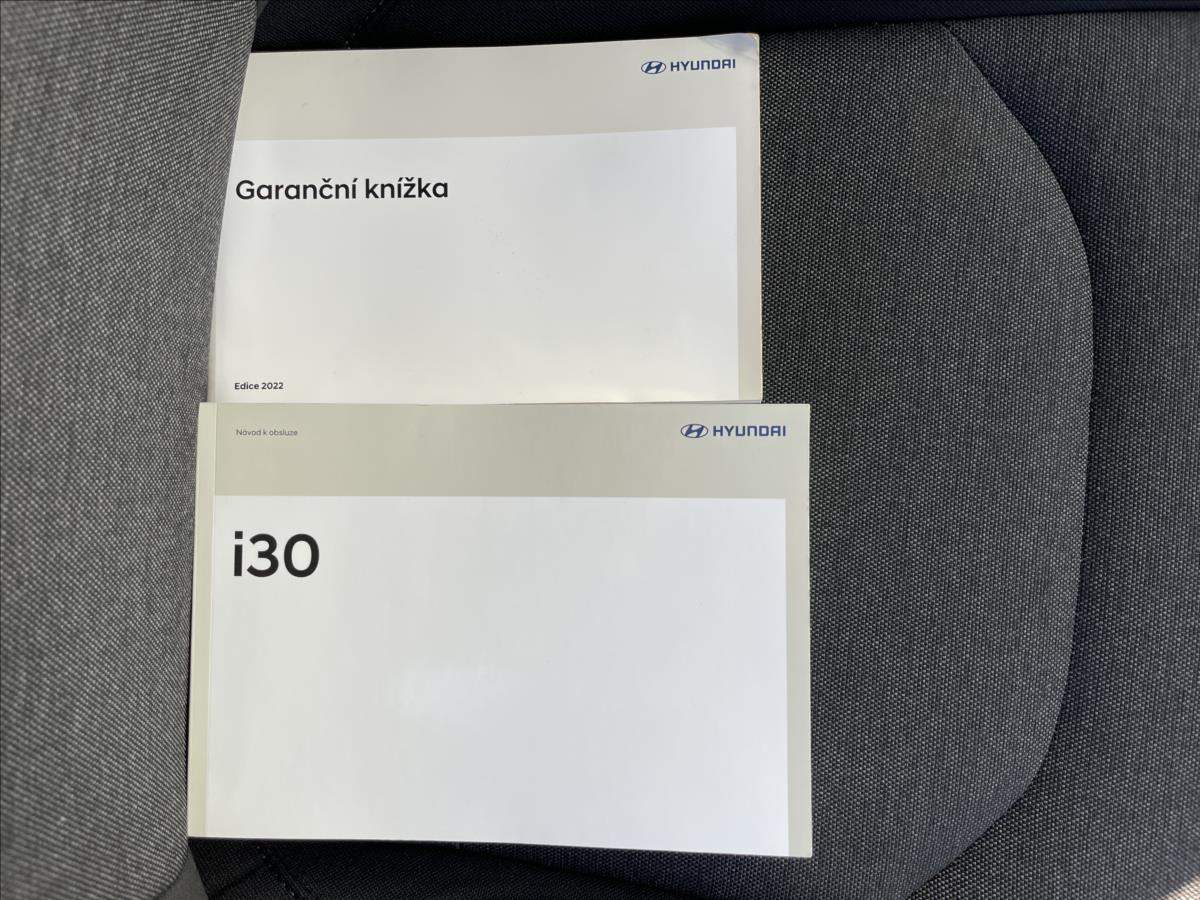 HYUNDAI
Garanční knížka
Edice 2022
Návod k obsluze
HYUNDAI
i30